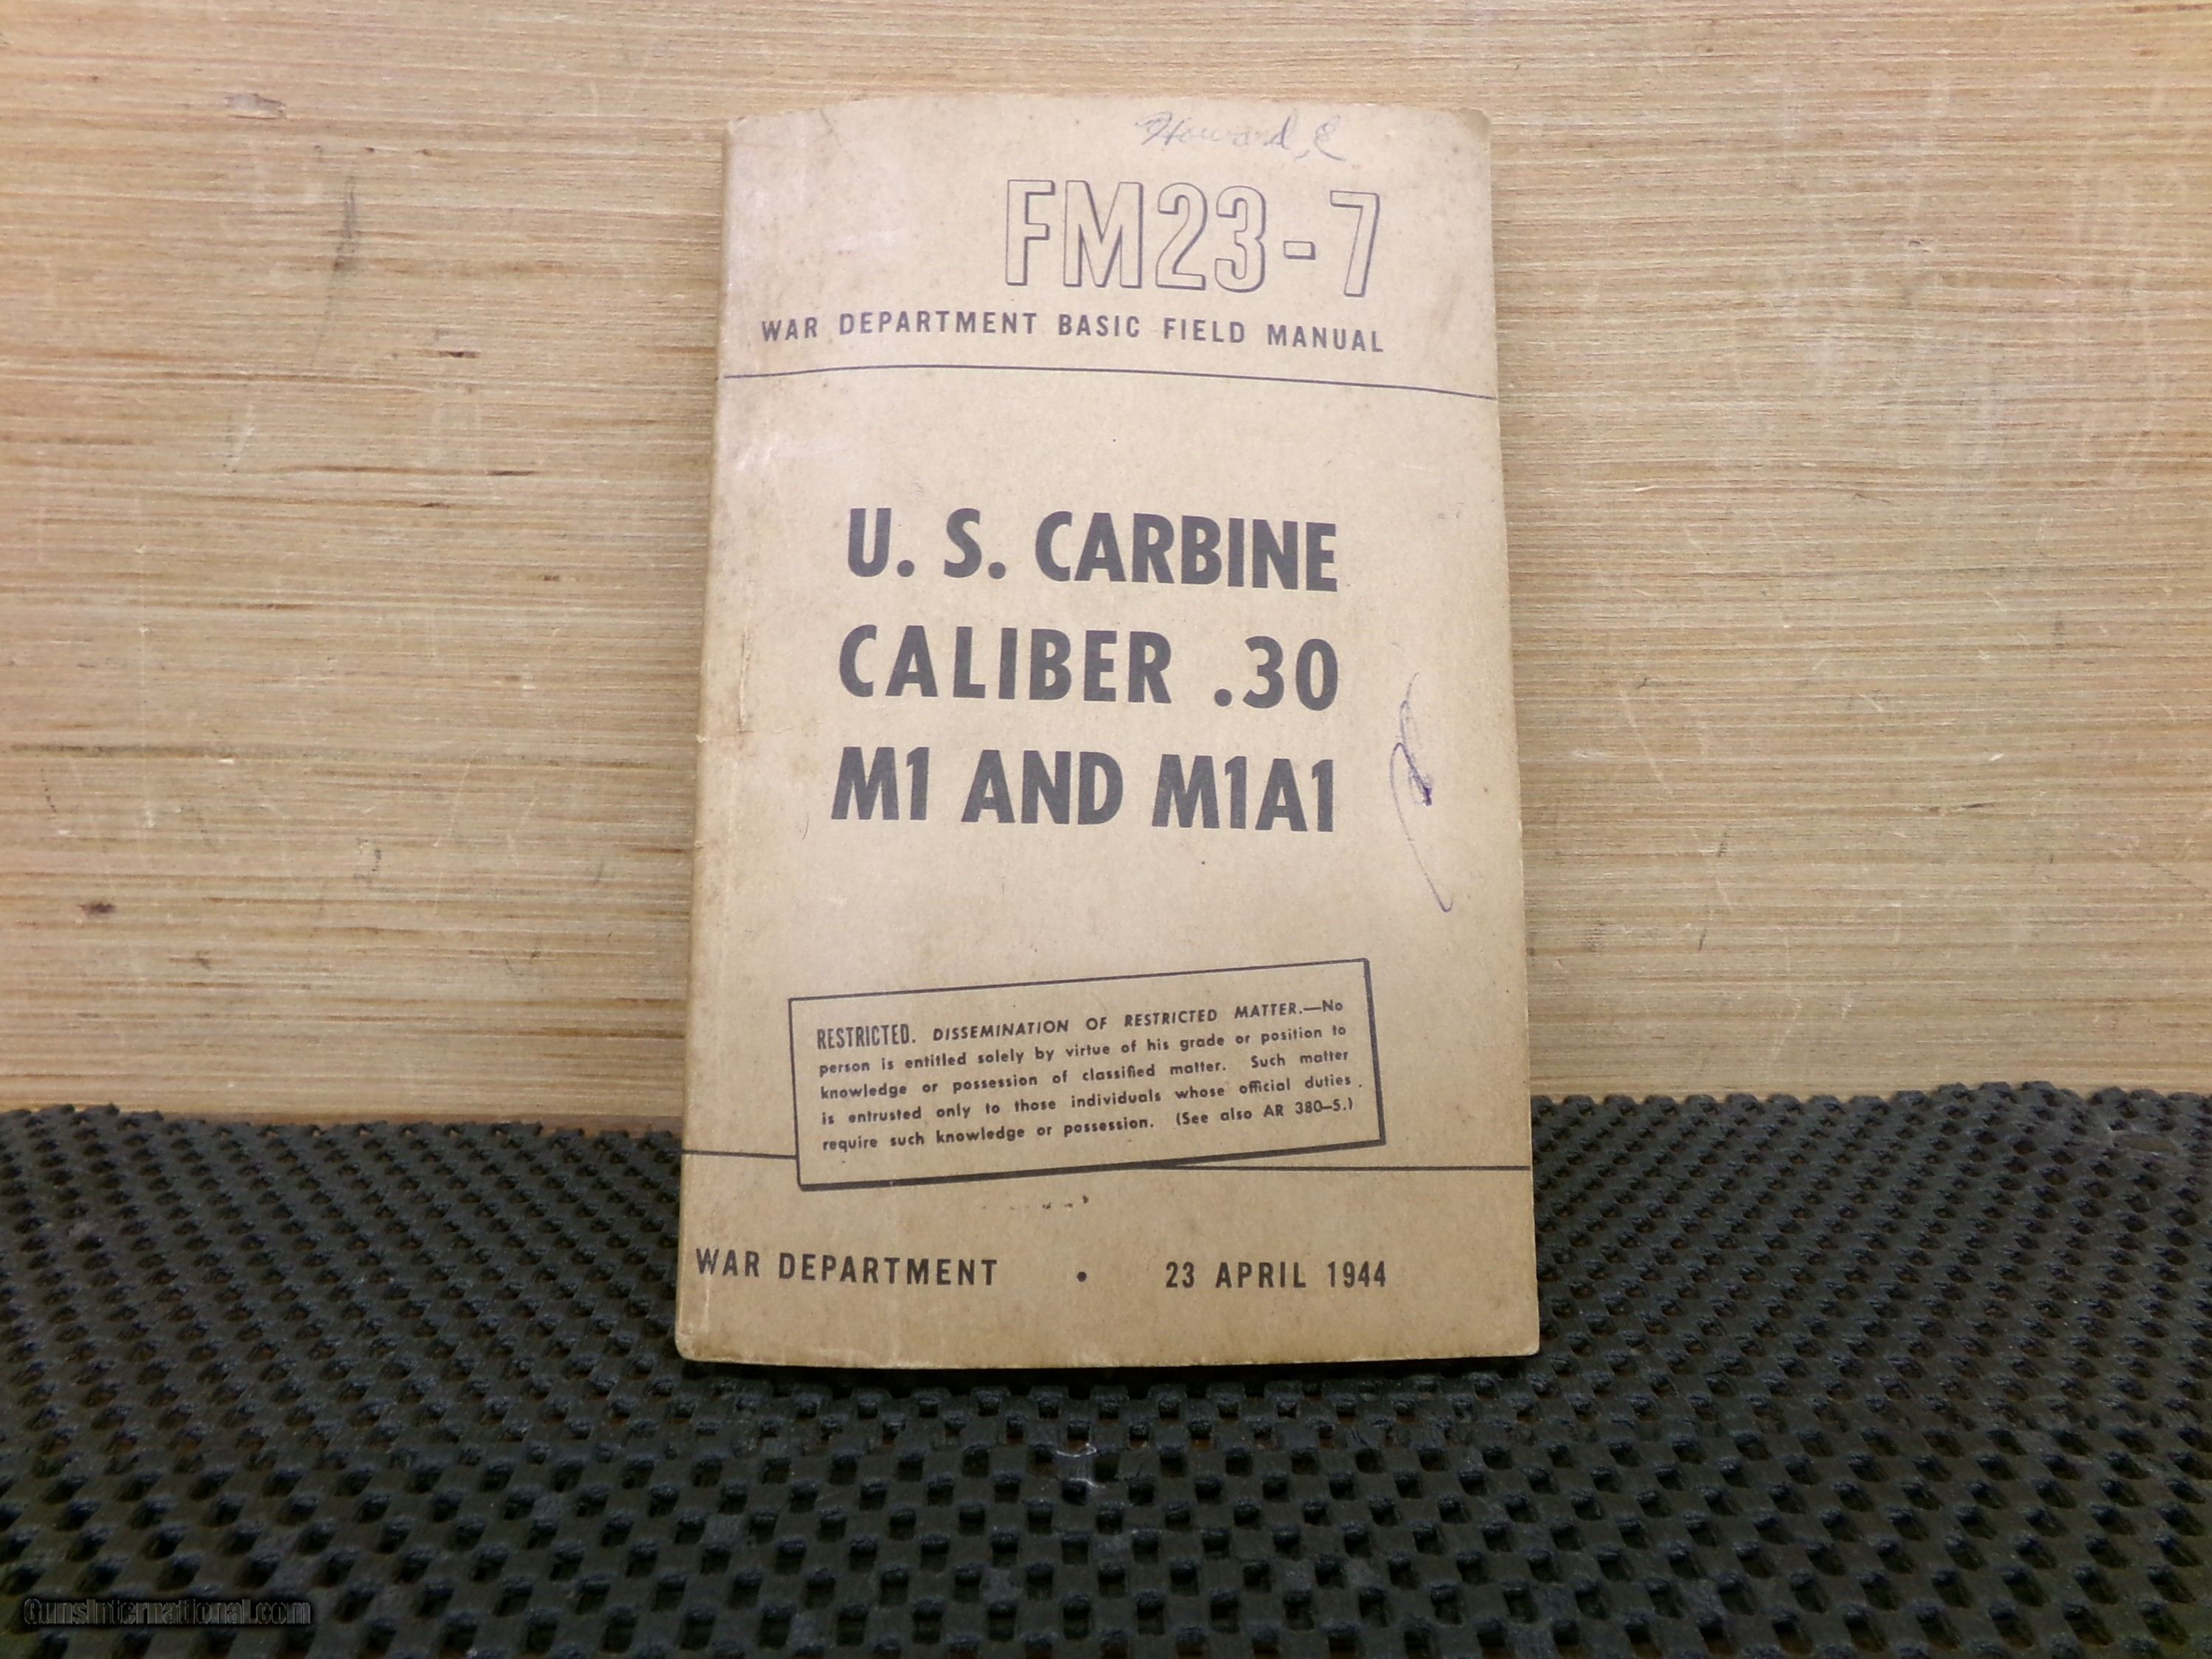 Howard, E
FM23-7
WAR DEPARTMENT BASIC FIELD MANUAL
U. S. CARBINE
CALIBER .30
M1 AND M1A1
RESTRICTED. DISSEMINATION OF RESTRICTED MATTER.—No
person is entitled solely by virtue of his grade or position to
knowledge or possession of classified matter. Such matter
is entrusted only to those individuals whose official duties
require such knowledge or possession. (See also AR 380-5.)
WAR DEPARTMENT • 23 APRIL 1944
GunsInternational.com